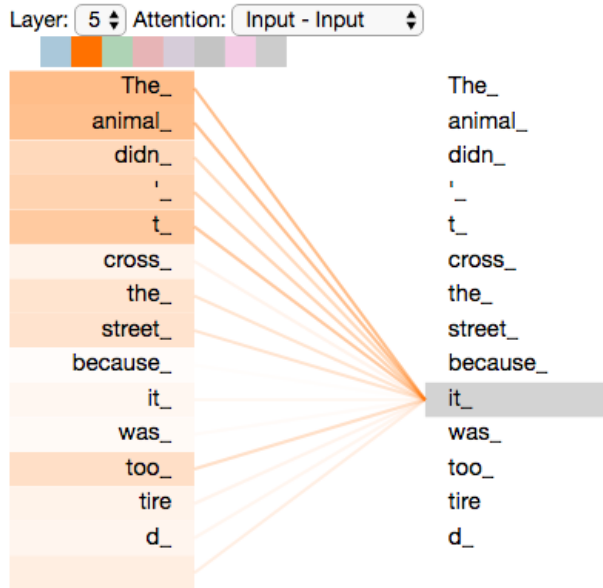 Layer: 5 Attention: Input - Input
The_ The_
animal_ animal_
didn_ didn_
'_ '_
t_ t_
cross_ cross_
the_ the_
street_ street_
because_ because_
it_ it_
was_ was_
too_ too_
tire tire
d_ d_